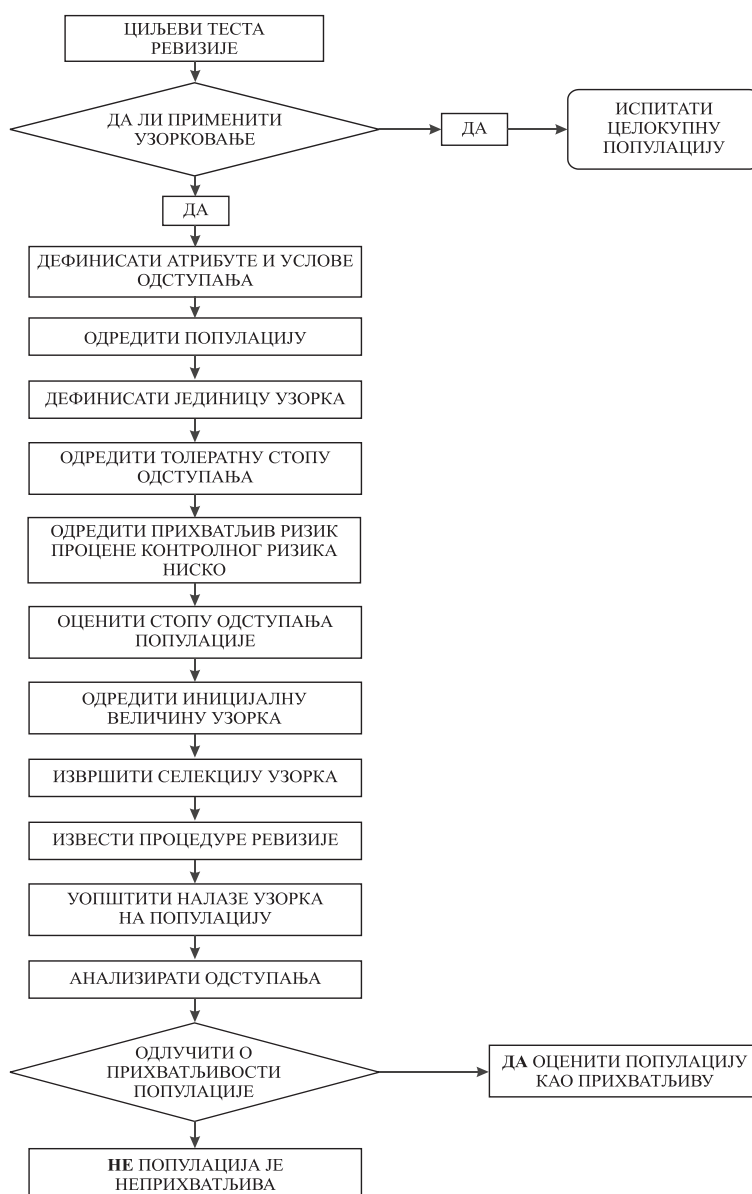 ЦИЉЕВИ ТЕСТА
РЕВИЗИЈЕ
ДА ЛИ ПРИМЕНИТИ
УЗОРКОВАЊЕ
ДА
ИСПИТАТИ
ЦЕЛОКУПНУ
ПОПУЛАЦИЈУ
ДА
ДЕФИНИСАТИ АТРИБУТЕ И УСЛОВЕ
ОДСТУПАЊА
ОДРЕДИТИ ПОПУЛАЦИЈУ
ДЕФИНИСАТИ ЈЕДИНИЦУ УЗОРКА
ОДРЕДИТИ ТОЛЕРАТНУ СТОПУ
ОДСТУПАЊА
ОДРЕДИТИ ПРИХВАТЉИВ РИЗИК
ПРОЦЕНЕ КОНТРОЛНОГ РИЗИКА
НИСКО
ОЦЕНИТИ СТОПУ ОДСТУПАЊА
ПОПУЛАЦИЈЕ
ОДРЕДИТИ ИНИЦИЈАЛНУ
ВЕЛИЧИНУ УЗОРКА
ИЗВРШИТИ СЕЛЕКЦИЈУ УЗОРКА
ИЗВЕСТИ ПРОЦЕДУРЕ РЕВИЗИЈЕ
УОПШТИТИ НАЛАЗЕ УЗОРКА
НА ПОПУЛАЦИЈУ
АНАЛИЗИРАТИ ОДСТУПАЊА
ОДЛУЧИТИ О
ПРИХВАТЉИВОСТИ
ПОПУЛАЦИЈЕ
ДА ОЦЕНИТИ ПОПУЛАЦИЈУ
КАО ПРИХВАТЉИВУ
НЕ ПОПУЛАЦИЈА ЈЕ
НЕПРИХВАТЉИВА